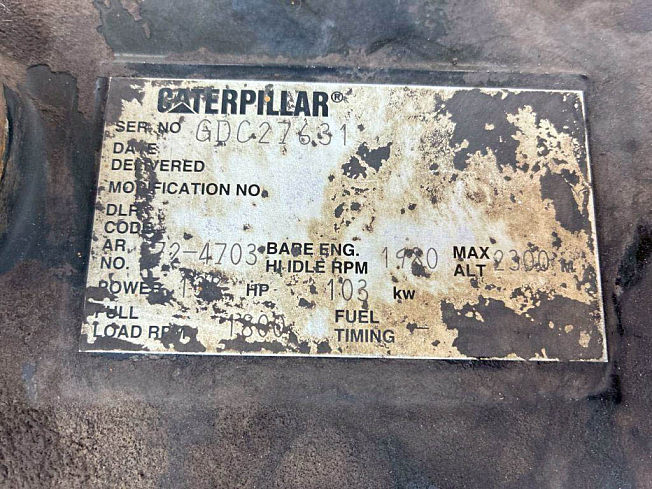 CATERPILLAR®
SER. NO GDC27631
DATE
DELIVERED
MODIFICATION NO.
DLR
CODE
AR. 72-4703 BARE ENG. 1920 MAX 2300 M
NO. HI IDLE RPM ALT
POWER HP 103 kw
FULL FUEL
LOAD RPM 1800 TIMING -